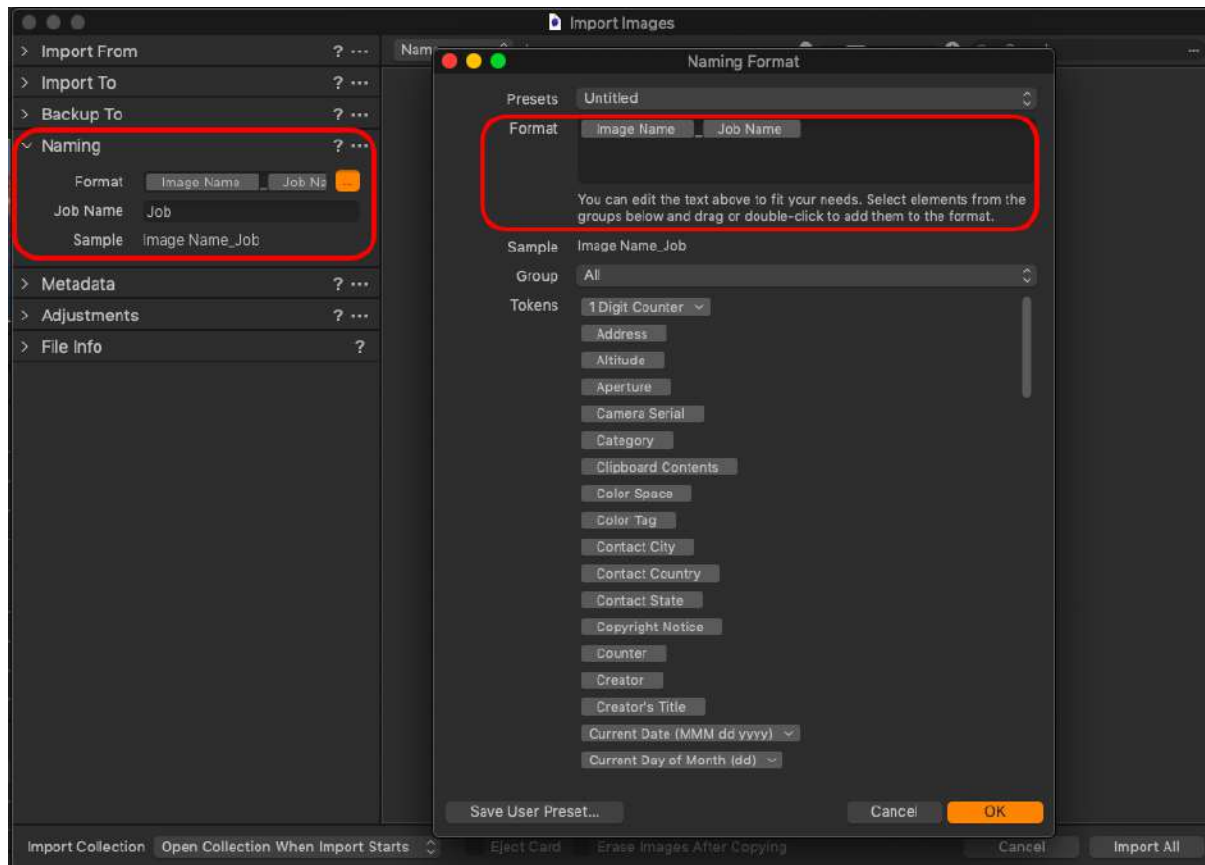 Import Images
Import From ? ...
Import To ? ...
Backup To ? ...
Naming ? ...
Format Image Name _ Job Na ...
Job Name Job
Sample Image Name_Job
Metadata ? ...
Adjustments ? ...
File Info ?
Nam
Naming Format
Presets Untitled
Format Image Name _ Job Name
You can edit the text above to fit your needs. Select elements from the
groups below and drag or double-click to add them to the format.
Sample Image Name_Job
Group All
Tokens 1 Digit Counter
Address
Altitude
Aperture
Camera Serial
Category
Clipboard Contents
Color Space
Color Tag
Contact City
Contact Country
Contact State
Copyright Notice
Counter
Creator
Creator's Title
Current Date (MMM dd yyyy)
Current Day of Month (dd)
Save User Preset... Cancel OK
Import Collection Open Collection When Import Starts Eject Card Erase Images After Copying Cancel Import All